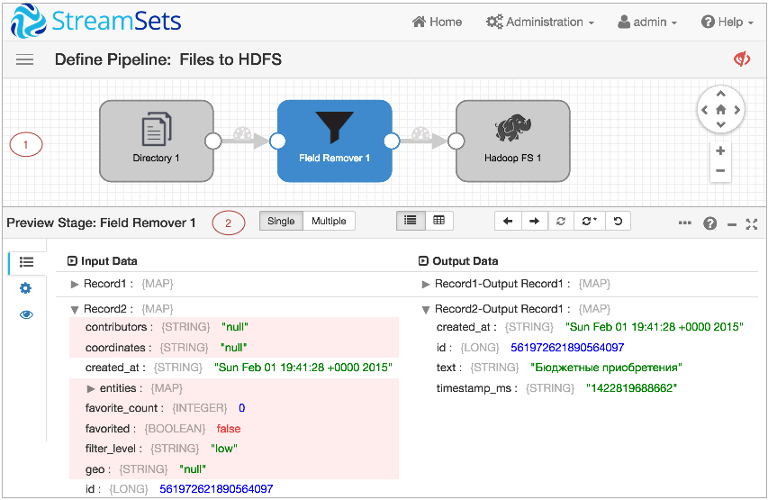 StreamSets Home Administration admin Help
Define Pipeline: Files to HDFS
1
Directory 1 Field Remover 1 Hadoop FS 1
Preview Stage: Field Remover 1 2 Single Multiple
Input Data Output Data
Record1 : {MAP} Record1-Output Record1 : {MAP}
Record2 : {MAP} Record2-Output Record1 : {MAP}
contributors : {STRING} "null" created_at : {STRING} "Sun Feb 01 19:41:28 +0000 2015"
coordinates : {STRING} "null" id : {LONG} 561972621890564097
created_at : {STRING} "Sun Feb 01 19:41:28 +0000 2015" text : {STRING} "Бюджетные приобретения"
entities : {MAP} timestamp_ms : {STRING} "1422819688662"
favorite_count : {INTEGER} 0
favorited : {BOOLEAN} false
filter_level : {STRING} "low"
geo : {STRING} "null"
id : {LONG} 561972621890564097